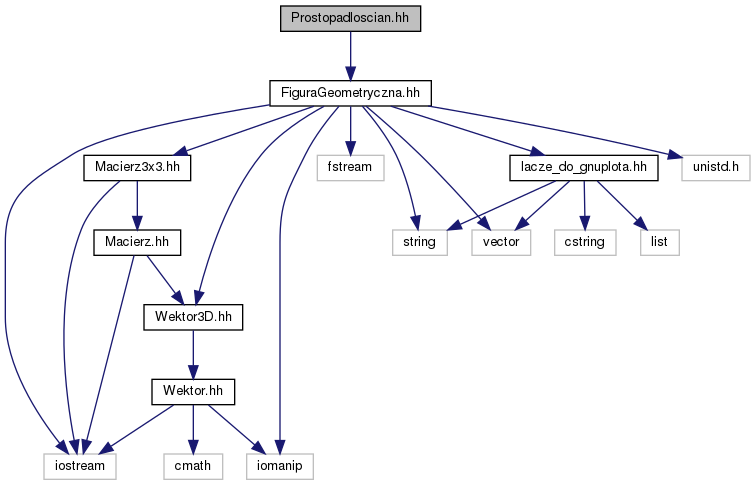 Prostopadloscian.hh
FiguraGeometryczna.hh
Macierz3x3.hh
fstream
lacze_do_gnuplota.hh
unistd.h
Macierz.hh
string
vector
cstring
list
Wektor3D.hh
Wektor.hh
iostream
cmath
iomanip